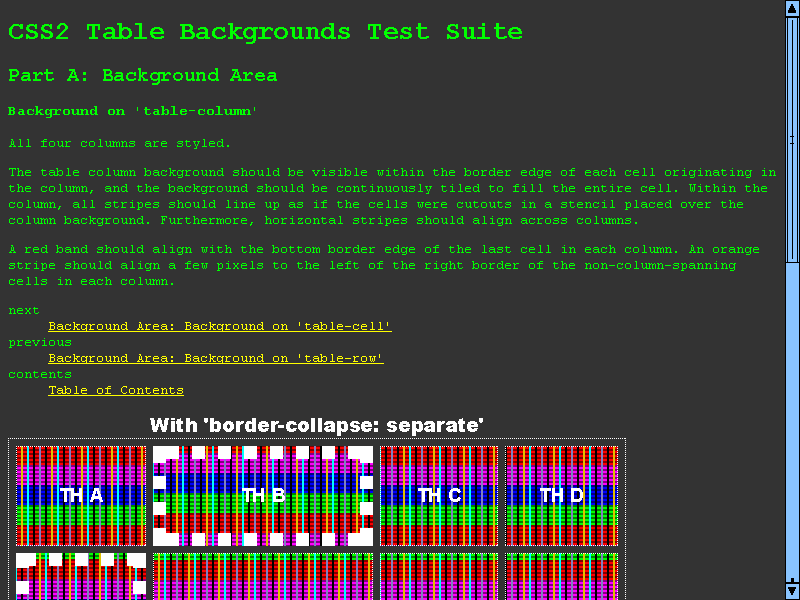 CSS2 Table Backgrounds Test Suite
Part A: Background Area
Background on 'table-column'
All four columns are styled.
The table column background should be visible within the border edge of each cell originating in
the column, and the background should be continuously tiled to fill the entire cell. Within the
column, all stripes should line up as if the cells were cutouts in a stencil placed over the
column background. Furthermore, horizontal stripes should align across columns.
A red band should align with the bottom border edge of the last cell in each column. An orange
stripe should align a few pixels to the left of the right border of the non-column-spanning
cells in each column.
next
Background Area: Background on 'table-cell'
previous
Background Area: Background on 'table-row'
contents
Table of Contents
With 'border-collapse: separate'
TH A TH B TH C TH D